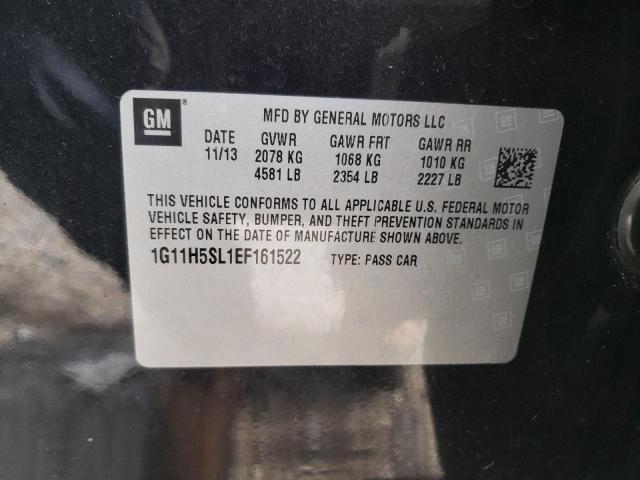 GM® MFD BY GENERAL MOTORS LLC
DATE GVWR GAWR FRT GAWR RR
11/13 2078 KG 1068 KG 1010 KG
4581 LB 2354 LB 2227 LB
THIS VEHICLE CONFORMS TO ALL APPLICABLE U.S. FEDERAL MOTOR
VEHICLE SAFETY, BUMPER, AND THEFT PREVENTION STANDARDS IN
EFFECT ON THE DATE OF MANUFACTURE SHOWN ABOVE.
1G11H5SL1EF161522 TYPE: PASS CAR